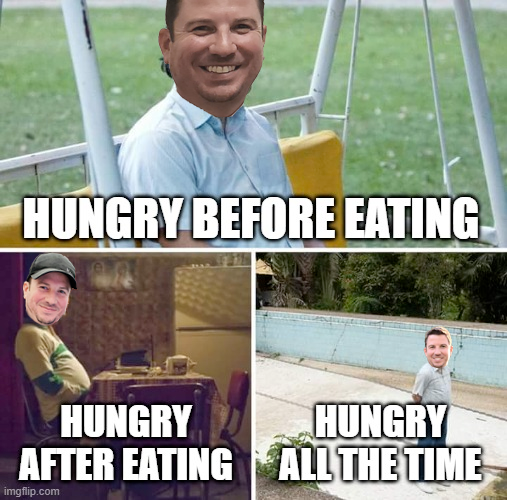 HUNGRY BEFORE EATING
HUNGRY
AFTER EATING
HUNGRY
ALL THE TIME
imgflip.com